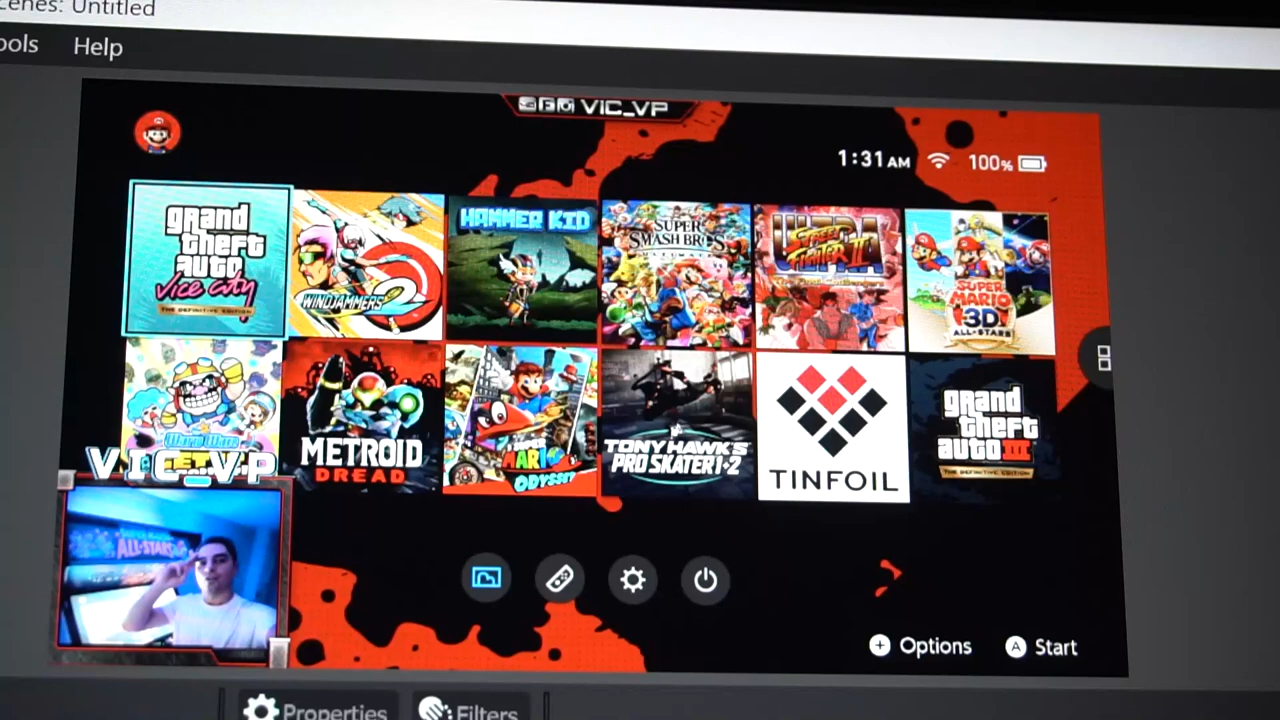 cenes: Untitled
ools Help
VIC_VP
1:31 AM 100%
grand
theft
auto
vice city
THE DEFINITIVE EDITION
WINDJAMMERS 2
HAMMER KID
SUPER
SMASH BROS
ULTIMATE
ULTRA
STREET
FIGHTER II
SUPER
MARIO
3D
ALL-STARS
METROID
DREAD
SUPER
MARIO
ODYSSEY
TONY HAWK'S
PRO SKATER 1+2
TINFOIL
grand
theft
auto III
THE DEFINITIVE EDITION
VIC_VP
ALL-STARS
Options Start
Properties Filters